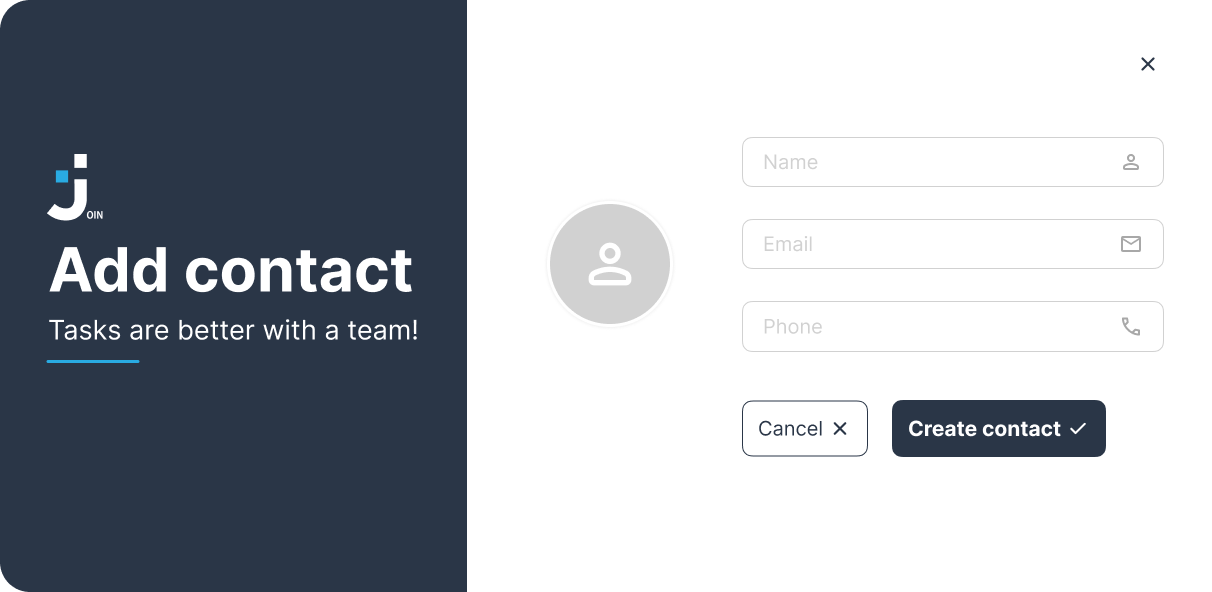 JOIN
Add contact
Tasks are better with a team!
Name
Email
Phone
Cancel
Create contact